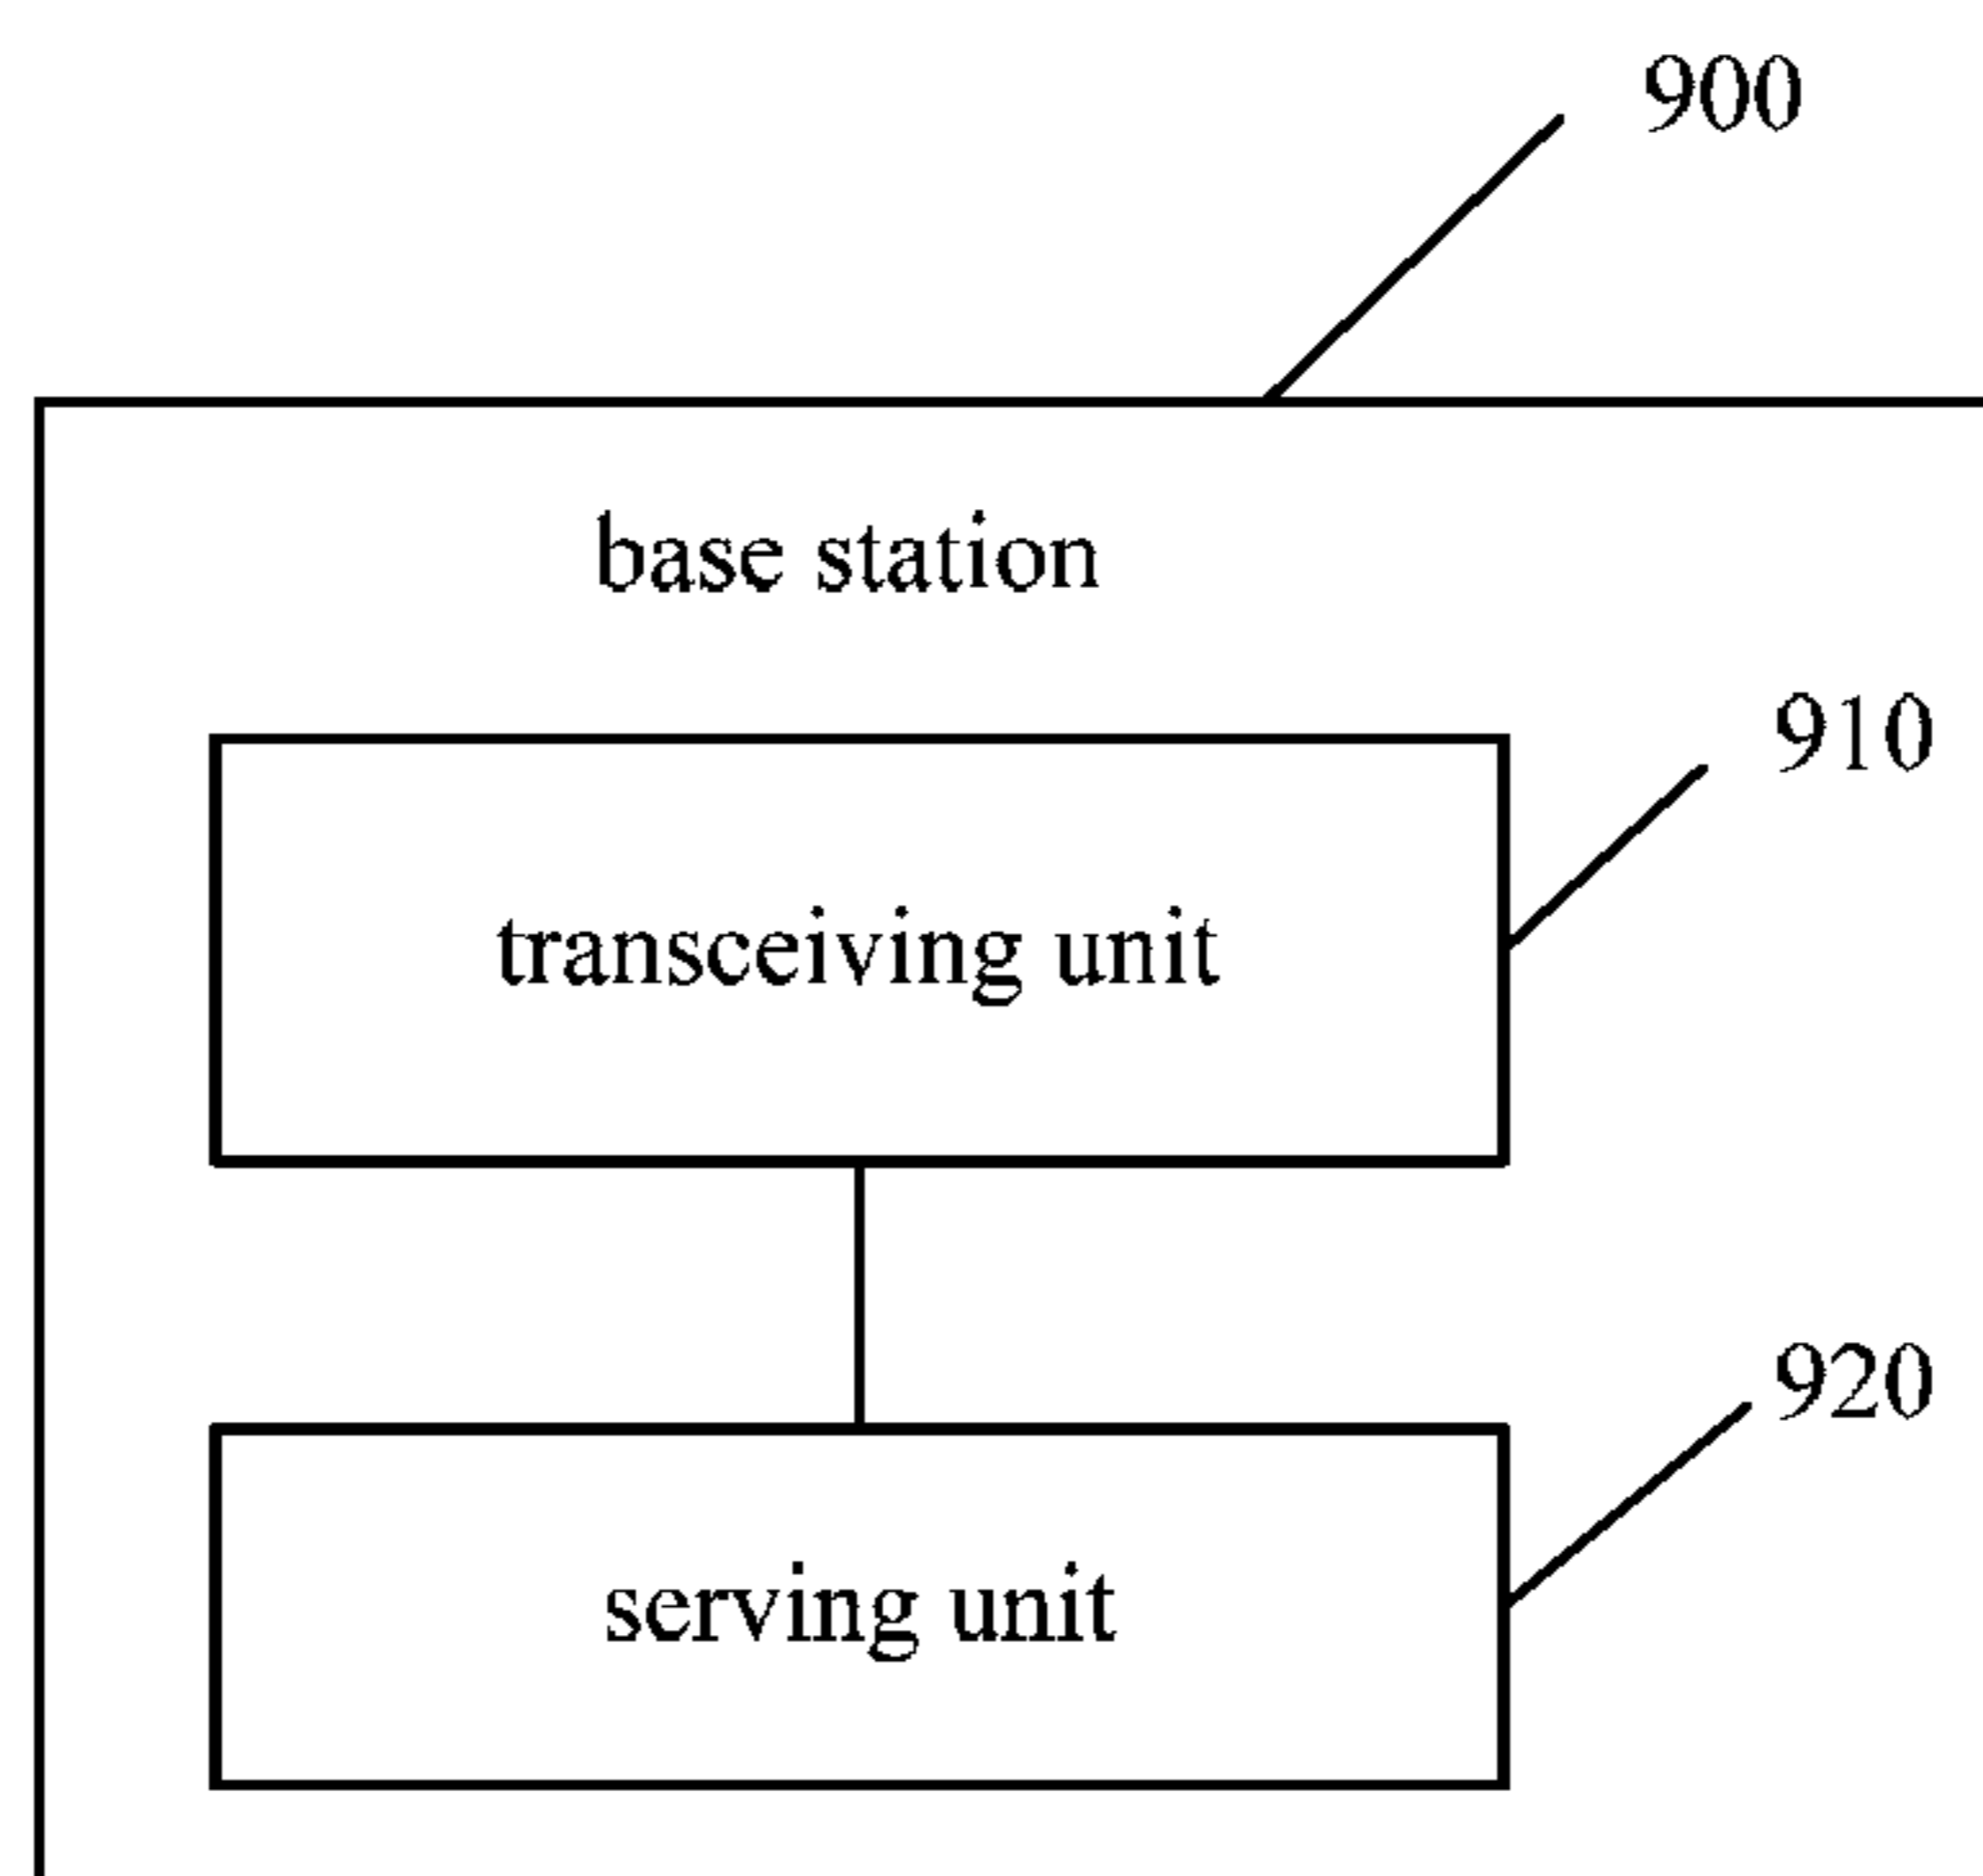 900
base station
910
transceiving unit
920
serving unit